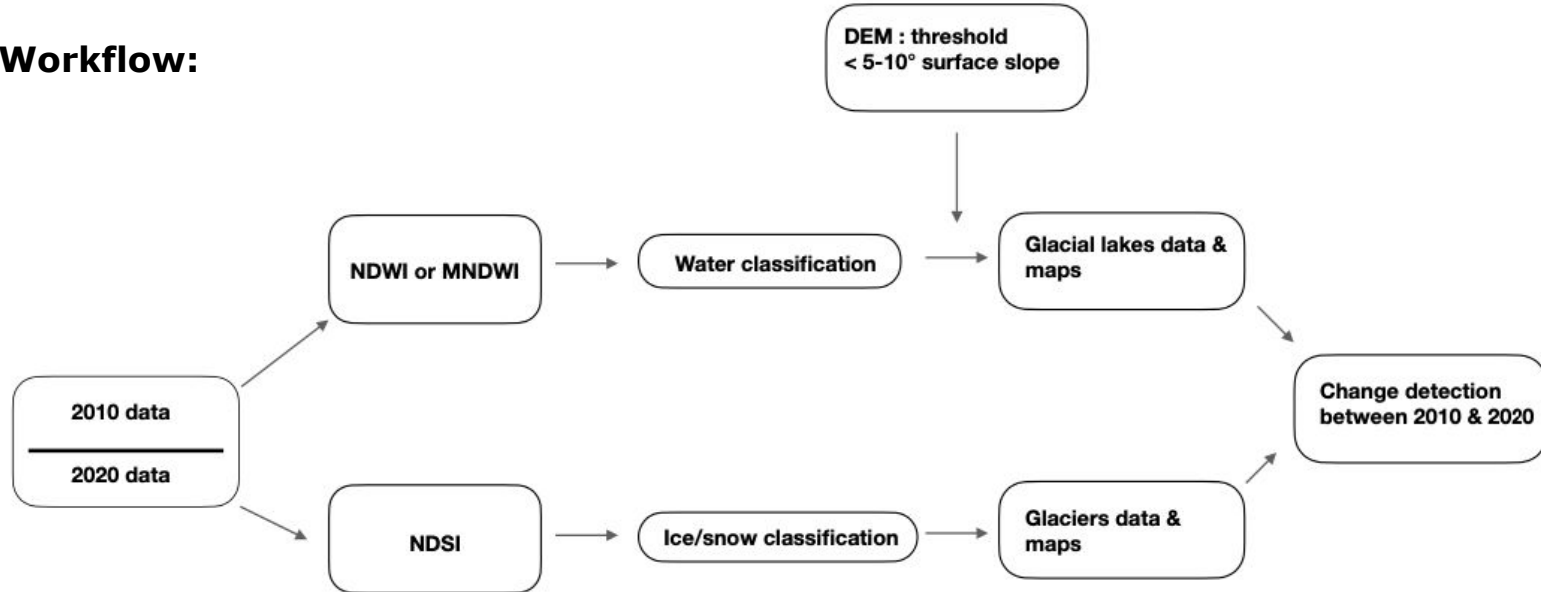 Workflow:
DEM : threshold
< 5-10° surface slope
NDWI or MNDWI
Water classification
Glacial lakes data &
maps
2010 data
2020 data
Change detection
between 2010 & 2020
NDSI
Ice/snow classification
Glaciers data &
maps